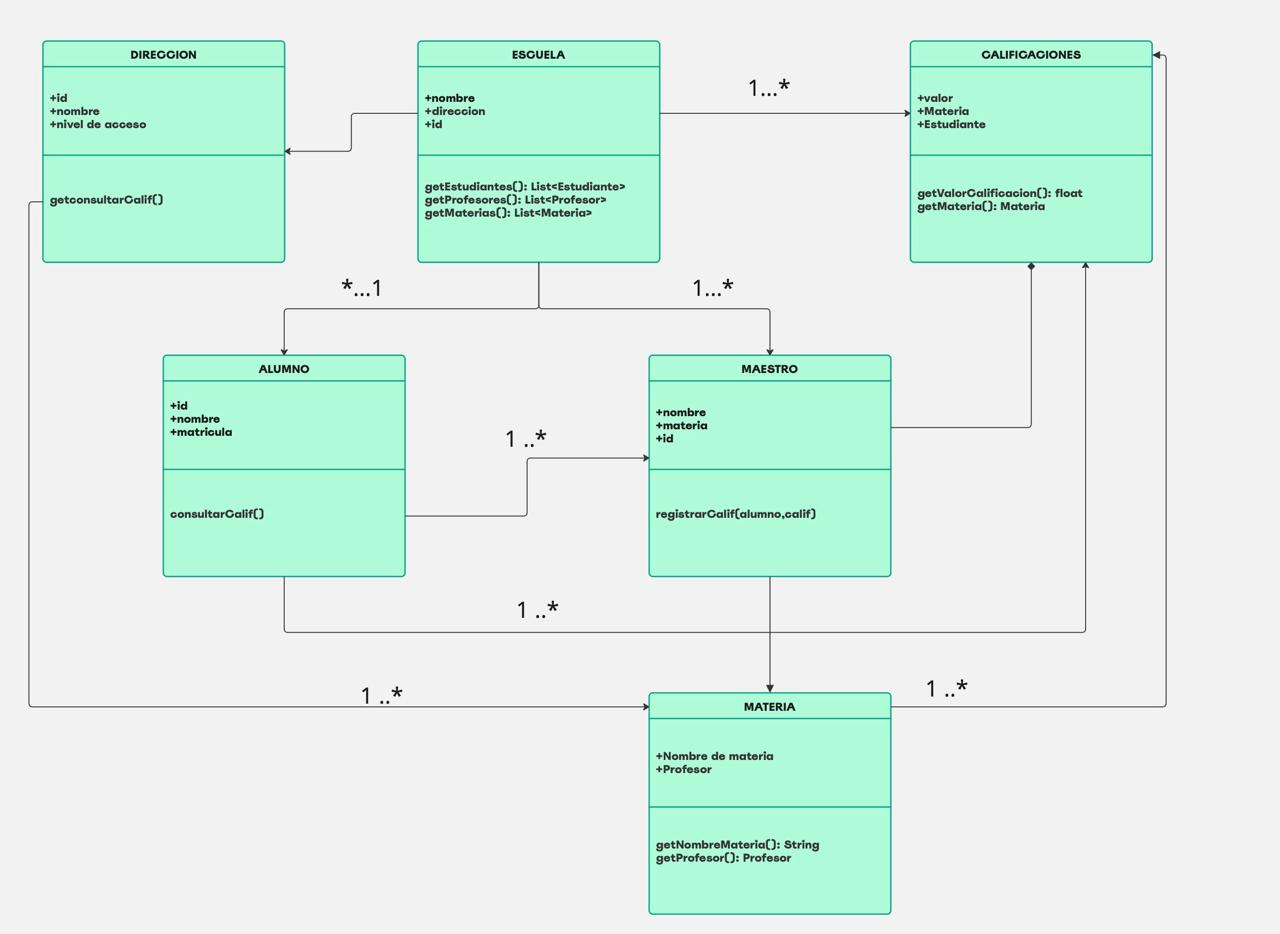 DIRECCION
+id
+nombre
+nivel de acceso
getconsultarCalif()
ESCUELA
+nombre
+direccion
+id
getEstudiantes(): List<Estudiante>
getProfesores(): List<Profesor>
getMaterias(): List<Materia>
1...*
CALIFICACIONES
+valor
+Materia
+Estudiante
getValorCalificacion(): float
getMateria(): Materia
*...1
1...*
ALUMNO
+id
+nombre
+matricula
consultarCalif()
1 ..*
MAESTRO
+nombre
+materia
+id
registrarCalif(alumno,calif)
1 ..*
1 ..*
1 ..*
MATERIA
+Nombre de materia
+Profesor
getNombreMateria(): String
getProfesor(): Profesor